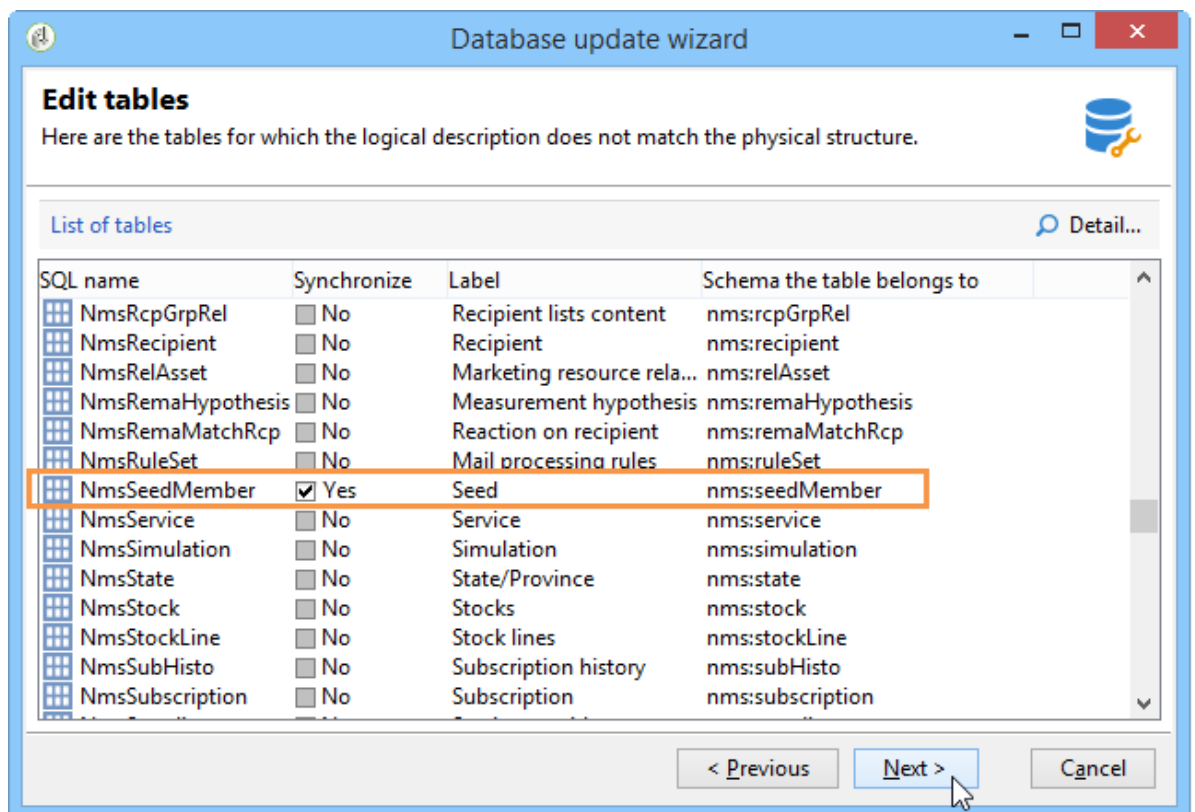 Database update wizard
Edit tables
Here are the tables for which the logical description does not match the physical structure.
List of tables Detail...
SQL name Synchronize Label Schema the table belongs to
NmsRcpGrpRel No Recipient lists content nms:rcpGrpRel
NmsRecipient No Recipient nms:recipient
NmsRelAsset No Marketing resource rela... nms:relAsset
NmsRemaHypothesis No Measurement hypothesis nms:remaHypothesis
NmsRemaMatchRcp No Reaction on recipient nms:remaMatchRcp
NmsRuleSet No Mail processing rules nms:ruleSet
NmsSeedMember Yes Seed nms:seedMember
NmsService No Service nms:service
NmsSimulation No Simulation nms:simulation
NmsState No State/Province nms:state
NmsStock No Stocks nms:stock
NmsStockLine No Stock lines nms:stockLine
NmsSubHisto No Subscription history nms:subHisto
NmsSubscription No Subscription nms:subscription
< Previous Next > Cancel